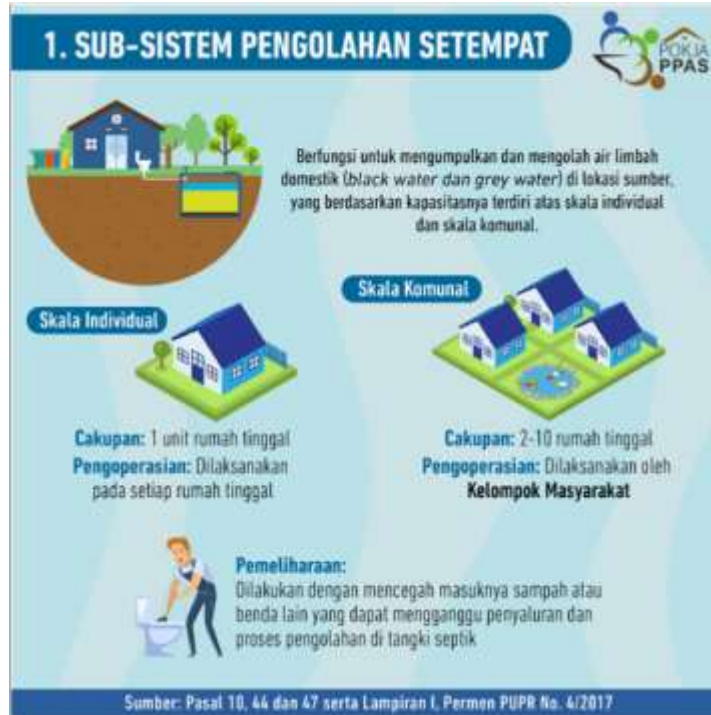 1. SUB-SISTEM PENGOLAHAN SETEMPAT
POKJA
PPAS
Berfungsi untuk mengumpulkan dan mengolah air limbah
domestik (black water dan grey water) di lokasi sumber,
yang berdasarkan kapasitasnya terdiri atas skala individual
dan skala komunal.
Skala Individual
Cakupan: 1 unit rumah tinggal
Pengoperasian: Dilaksanakan
pada setiap rumah tinggal
Skala Komunal
Cakupan: 2-10 rumah tinggal
Pengoperasian: Dilaksanakan oleh
Kelompok Masyarakat
Pemeliharaan:
Dilakukan dengan mencegah masuknya sampah atau
benda lain yang dapat mengganggu penyaluran dan
proses pengolahan di tangki septik
Sumber: Pasal 10, 44 dan 47 serta Lampiran I, Permen PUPR No. 4/2017